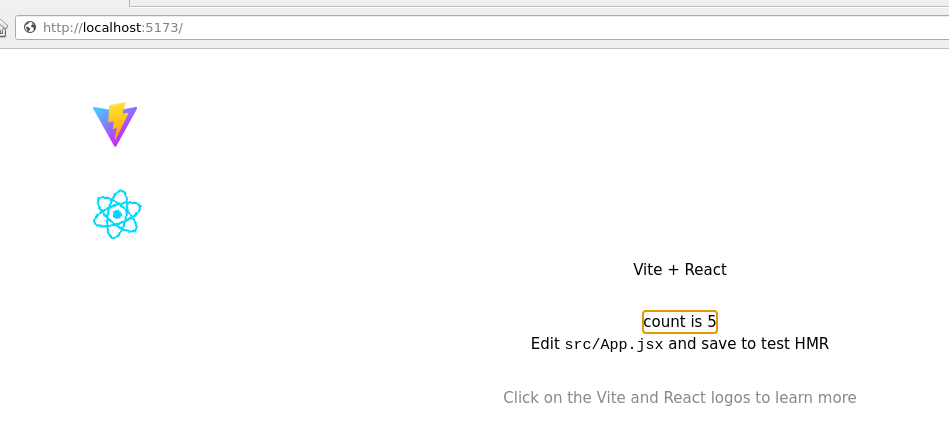 http://localhost:5173/
Vite + React
count is 5
Edit src/App.jsx and save to test HMR
Click on the Vite and React logos to learn more